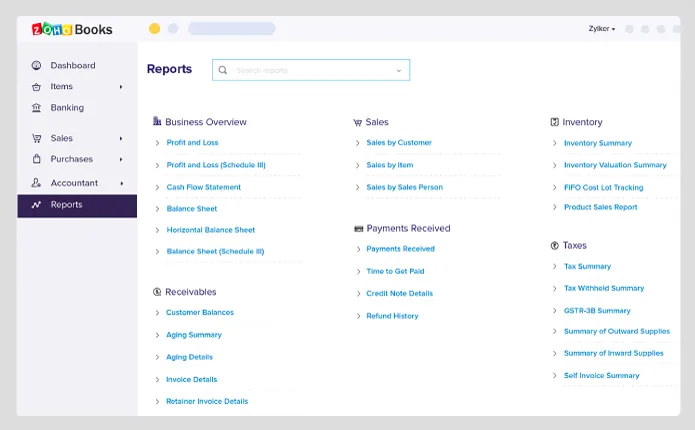 ZOHO Books
Zylker
Dashboard
Items
Banking
Sales
Purchases
Accountant
Reports
Reports
Search reports
Business Overview
Profit and Loss
Profit and Loss (Schedule III)
Cash Flow Statement
Balance Sheet
Horizontal Balance Sheet
Balance Sheet (Schedule III)
Receivables
Customer Balances
Aging Summary
Aging Details
Invoice Details
Retainer Invoice Details
Sales
Sales by Customer
Sales by Item
Sales by Sales Person
Payments Received
Payments Received
Time to Get Paid
Credit Note Details
Refund History
Inventory
Inventory Summary
Inventory Valuation Summary
FIFO Cost Lot Tracking
Product Sales Report
Taxes
Tax Summary
Tax Withheld Summary
GSTR-3B Summary
Summary of Outward Supplies
Summary of Inward Supplies
Self Invoice Summary